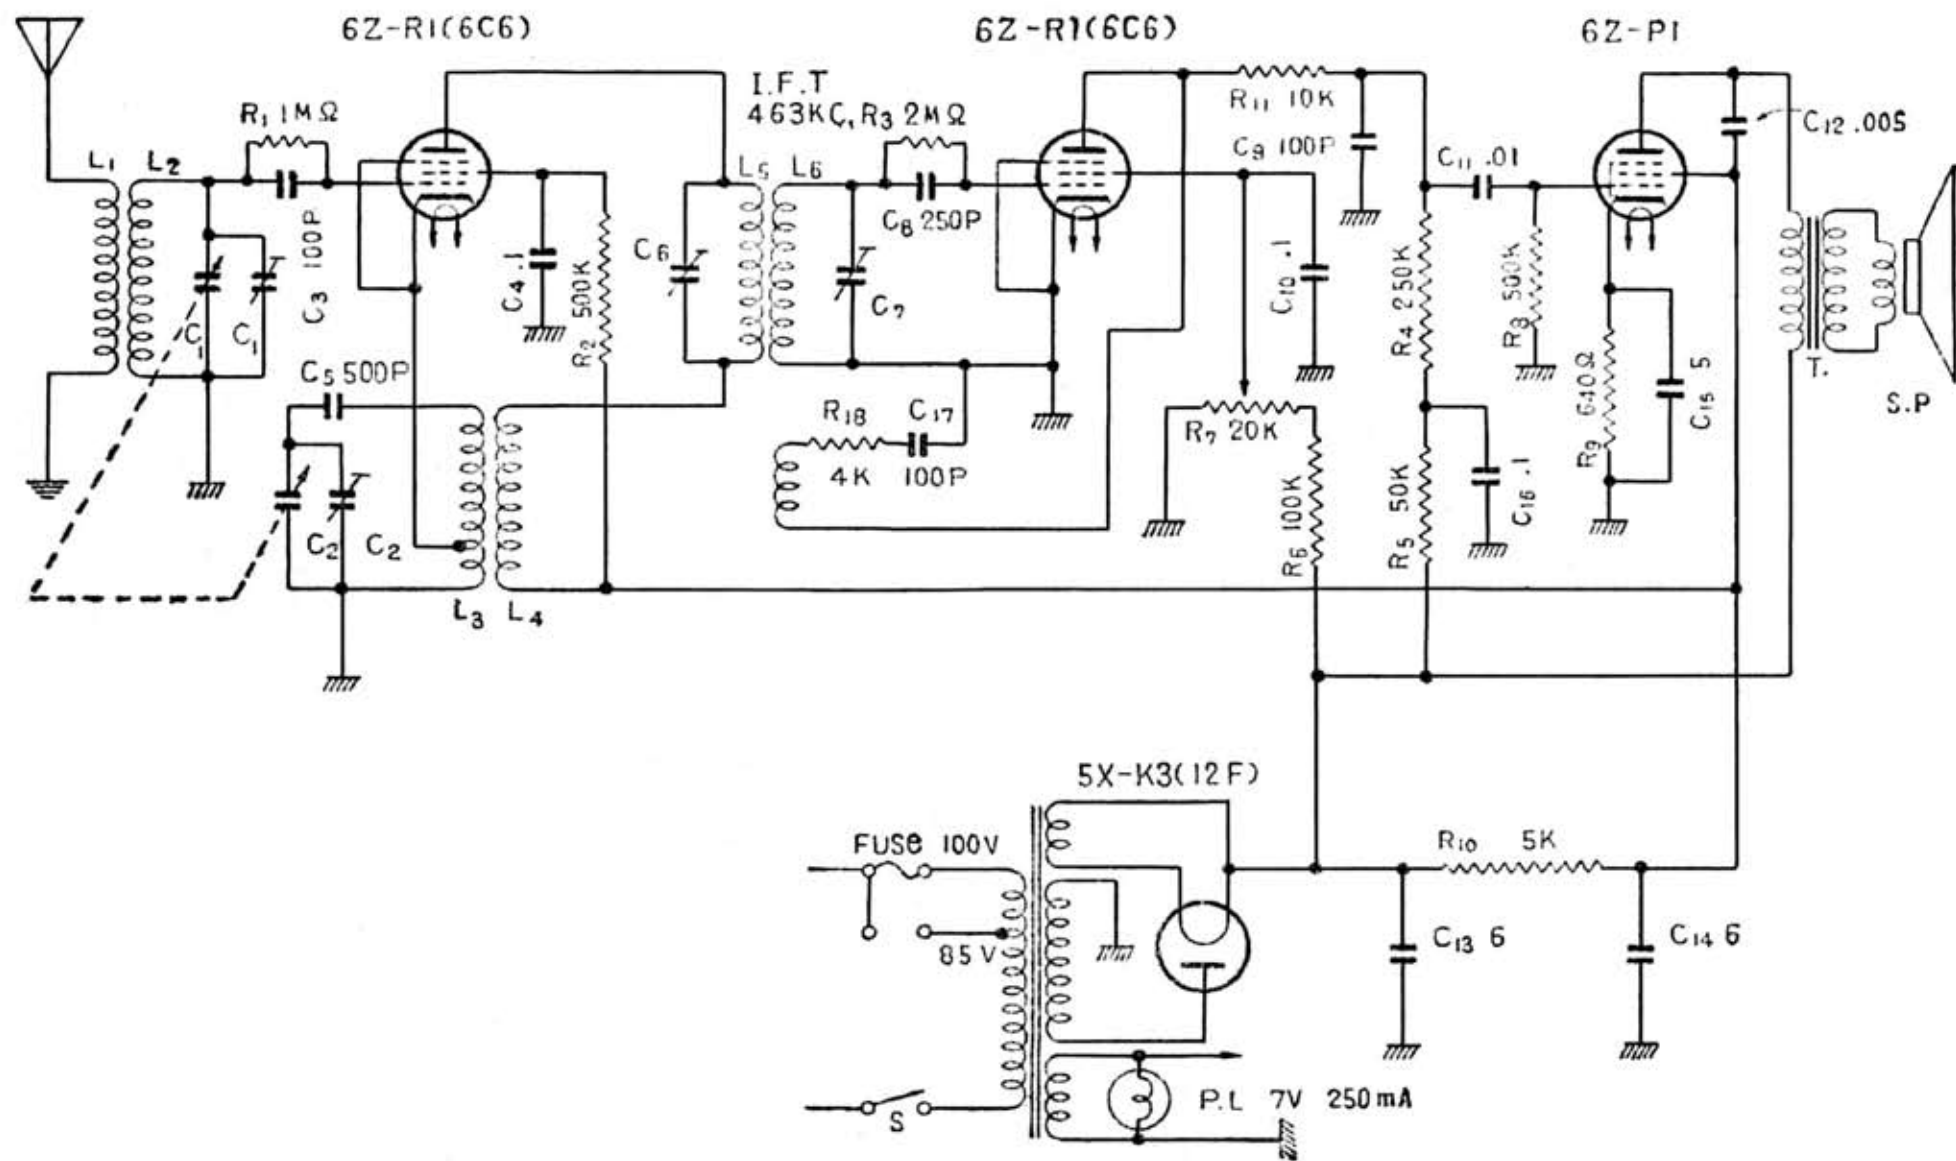 6Z-R1(6C6)
6Z-R1(6C6)
6Z-P1
I.F.T
463KC,
R1 1MΩ
R3 2MΩ
R11 10K
C9 100P
C12 .005
L1
L2
L5
L6
C11 .01
C3 100P
C1
C1
C4 .1
R2 500K
C6
C7
C8 250P
C10 .1
R4 250K
R8 500K
R9 640Ω
C15 5
T.
S.P
C5 500P
R18
4K
C17
100P
R7 20K
R6 100K
R5 50K
C16 .1
C2
C2
L3
L4
5X-K3(12F)
FUSe 100V
85V
R10 5K
C13 6
C14 6
S
P.L 7V 250mA